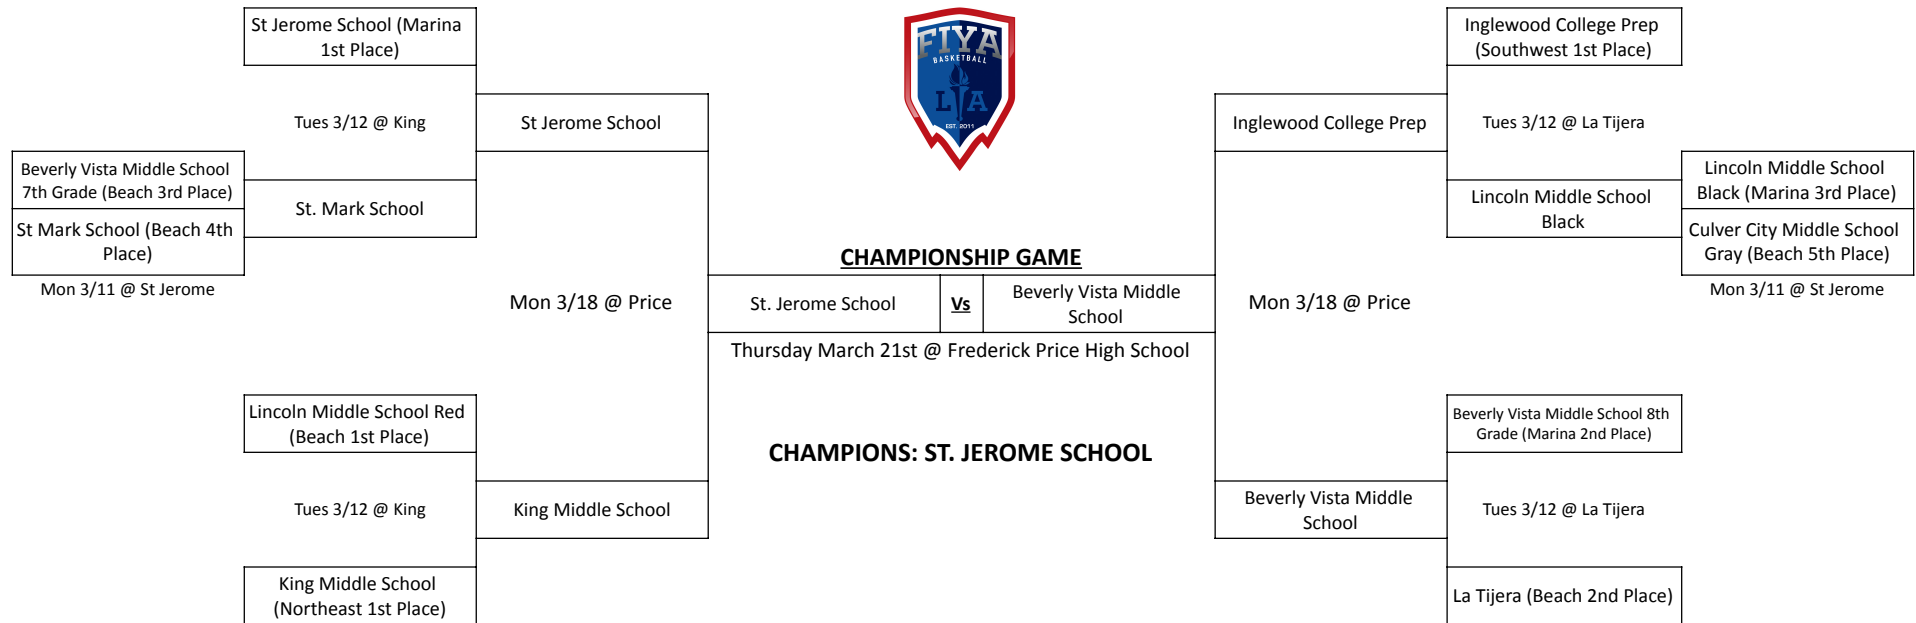 St Jerome School (Marina
1st Place)
Tues 3/12 @ King
St Jerome School
Beverly Vista Middle School
7th Grade (Beach 3rd Place)
St. Mark School
St Mark School (Beach 4th
Place)
Mon 3/11 @ St Jerome
Mon 3/18 @ Price
Lincoln Middle School Red
(Beach 1st Place)
Tues 3/12 @ King
King Middle School
King Middle School
(Northeast 1st Place)
FIYA
BASKETBALL
L A
EST. 2011
CHAMPIONSHIP GAME
St. Jerome School
Vs
Beverly Vista Middle
School
Thursday March 21st @ Frederick Price High School
CHAMPIONS: ST. JEROME SCHOOL
Inglewood College Prep
(Southwest 1st Place)
Inglewood College Prep
Tues 3/12 @ La Tijera
Lincoln Middle School
Black (Marina 3rd Place)
Lincoln Middle School
Black
Culver City Middle School
Gray (Beach 5th Place)
Mon 3/11 @ St Jerome
Mon 3/18 @ Price
Beverly Vista Middle School 8th
Grade (Marina 2nd Place)
Beverly Vista Middle
School
Tues 3/12 @ La Tijera
La Tijera (Beach 2nd Place)